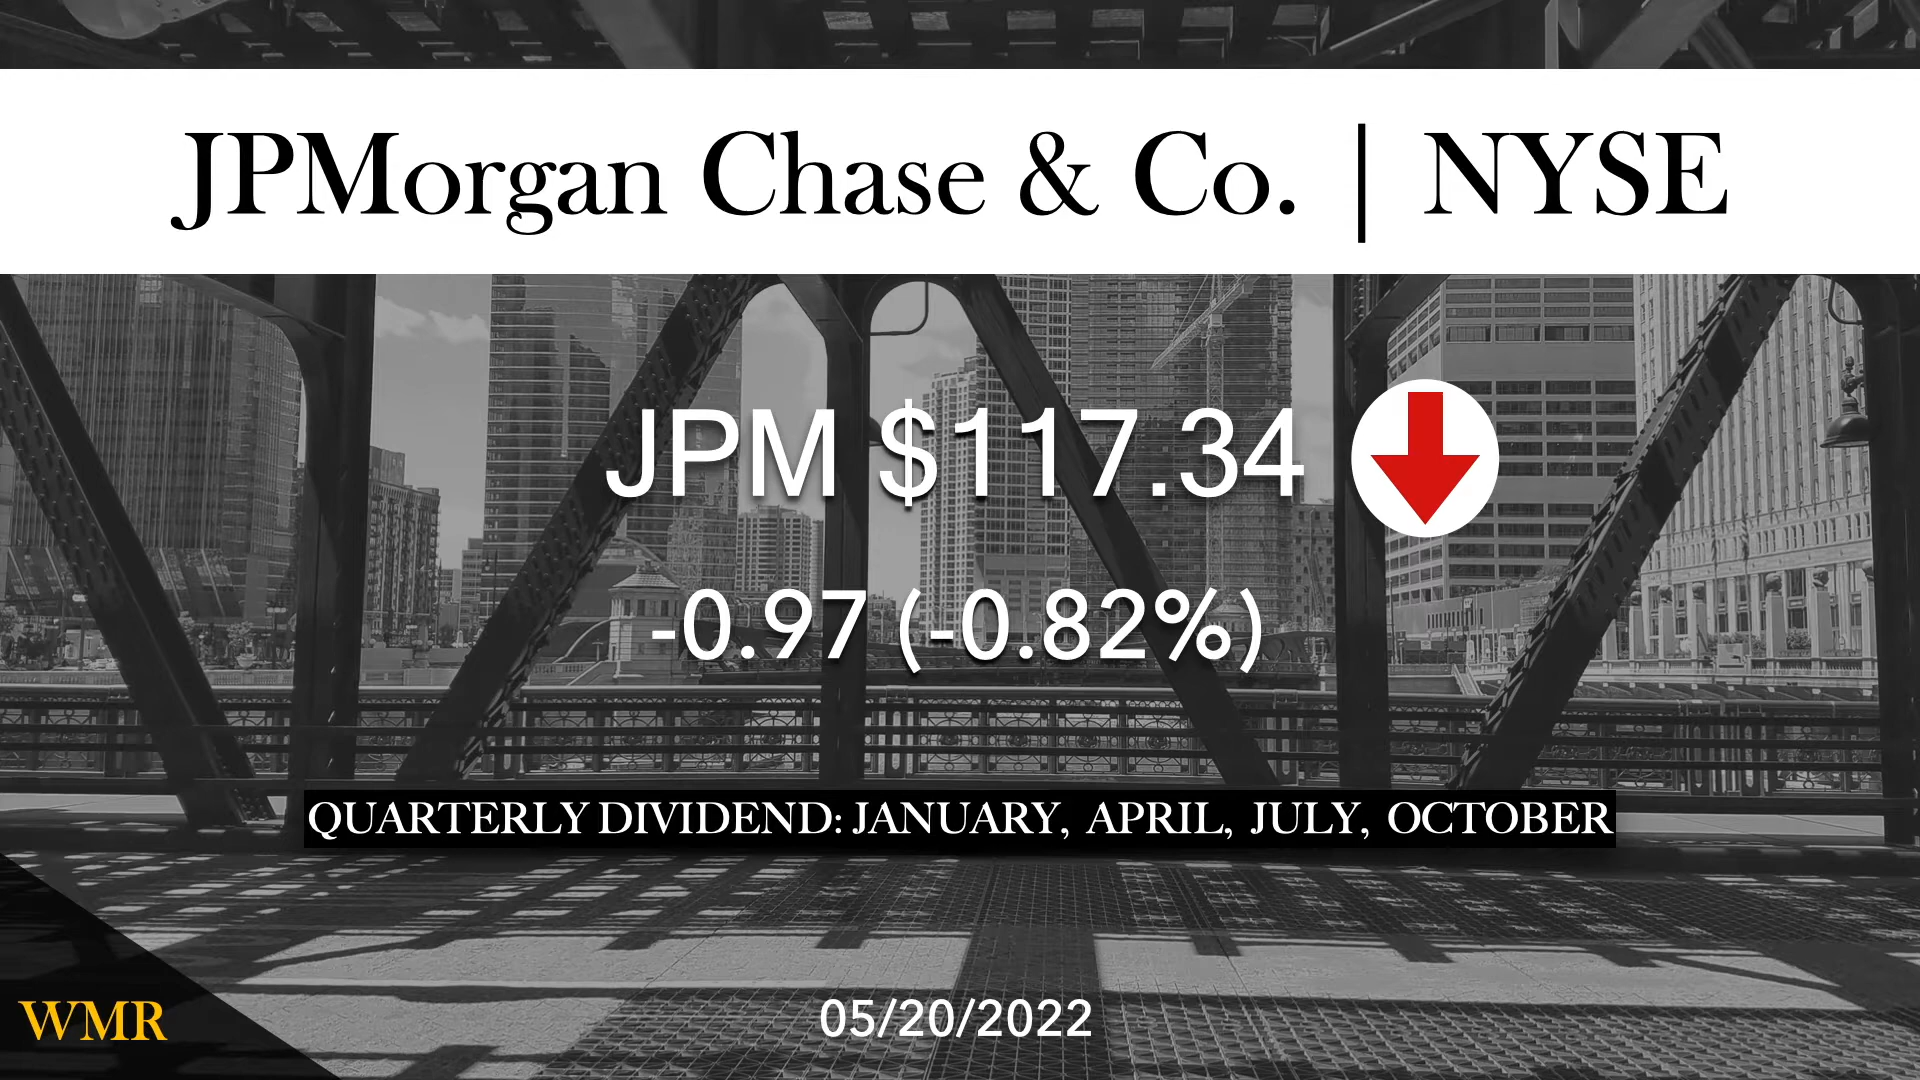 JPMorgan Chase & Co. | NYSE
JPM $117.34
-0.97 (-0.82%)
QUARTERLY DIVIDEND: JANUARY, APRIL, JULY, OCTOBER
WMR
05/20/2022